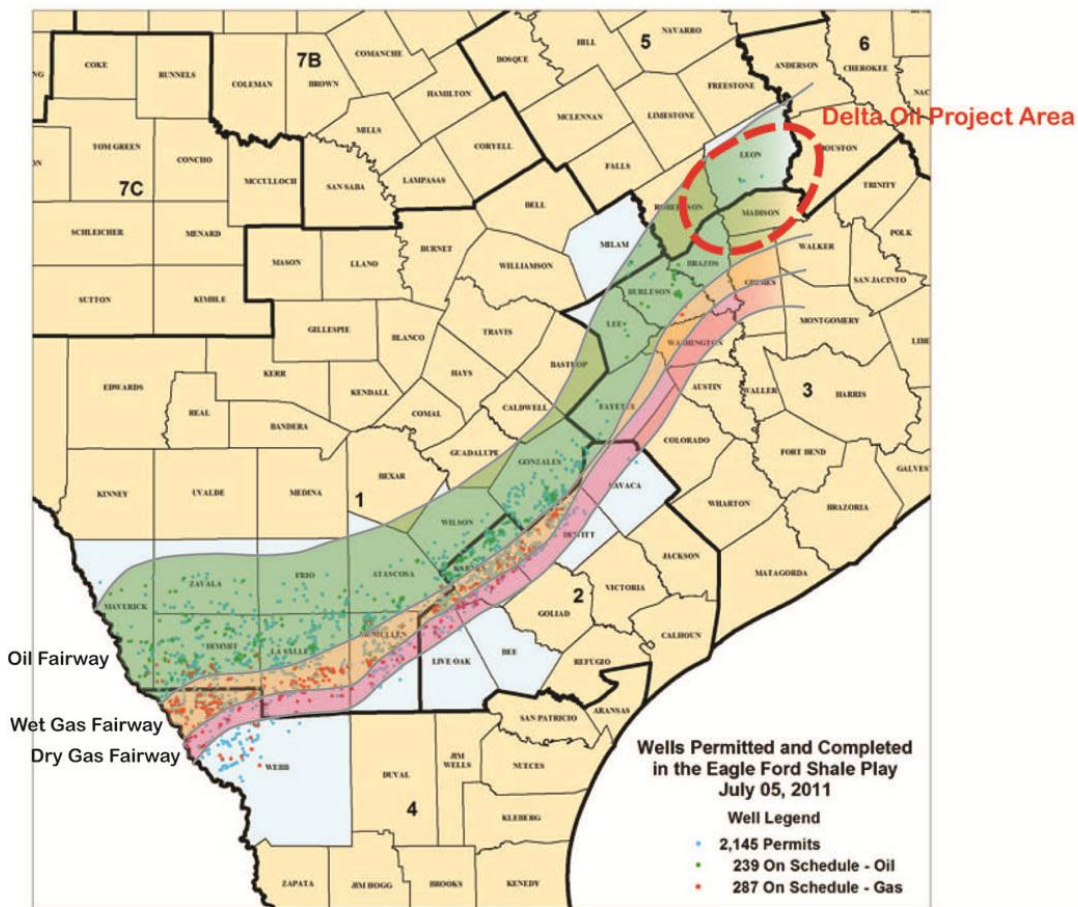 COKE
RUNNELS
COLEMAN
7B
BROWN
COMANCHE
BOSQUE
HILL
5
NAVARRO
ANDERSON
6
CHEROKEE
HAMILTON
FREESTONE
MILLS
MCLENNAN
LIMESTONE
Delta Oil Project Area
TOM GREEN
CONCHO
CORYELL
FALLS
LEON
HOUSTON
7C
MCCULLOCH
SAN SABA
LAMPASAS
TRINITY
BELL
ROBERTSON
MADISON
POLK
SCHLEICHER
MENARD
BURNET
MILAM
WALKER
MASON
LLANO
WILLIAMSON
BRAZOS
SAN JACINTO
SUTTON
KIMBLE
BURLESON
GRIMES
GILLESPIE
BLANCO
TRAVIS
LEE
MONTGOMERY
WASHINGTON
EDWARDS
KERR
HAYS
BASTROP
AUSTIN
WALLER
3
HARRIS
REAL
KENDALL
COMAL
CALDWELL
FAYETTE
BANDERA
COLORADO
FORT BEND
GUADALUPE
GONZALES
GALVES
KINNEY
UVALDE
MEDINA
BEXAR
1
LAVACA
WHARTON
BRAZORIA
WILSON
DEWITT
JACKSON
MATAGORDA
ZAVALA
FRIO
ATASCOSA
KARNES
MAVERICK
VICTORIA
GOLIAD
2
CALHOUN
DIMMIT
LA SALLE
MCMULLEN
LIVE OAK
BEE
REFUGIO
Oil Fairway
ARANSAS
SAN PATRICIO
Wet Gas Fairway
Dry Gas Fairway
WEBB
DUVAL
JIM
WELLS
NUECES
4
KLEBERG
ZAPATA
JIM HOGG
BROOKS
KENEDY
Wells Permitted and Completed
in the Eagle Ford Shale Play
July 05, 2011
Well Legend
2,145 Permits
239 On Schedule - Oil
287 On Schedule - Gas